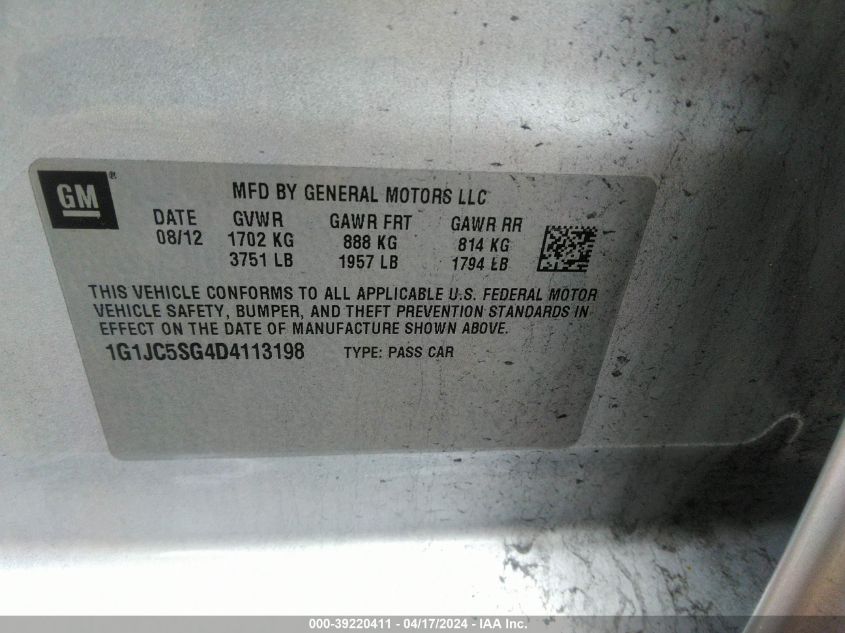 GM®
MFD BY GENERAL MOTORS LLC
DATE GVWR GAWR FRT GAWR RR
08/12 1702 KG 888 KG 814 KG
3751 LB 1957 LB 1794 LB
THIS VEHICLE CONFORMS TO ALL APPLICABLE U.S. FEDERAL MOTOR
VEHICLE SAFETY, BUMPER, AND THEFT PREVENTION STANDARDS IN
EFFECT ON THE DATE OF MANUFACTURE SHOWN ABOVE.
1G1JC5SG4D4113198 TYPE: PASS CAR
000-39220411 - 04/17/2024 - IAA Inc.